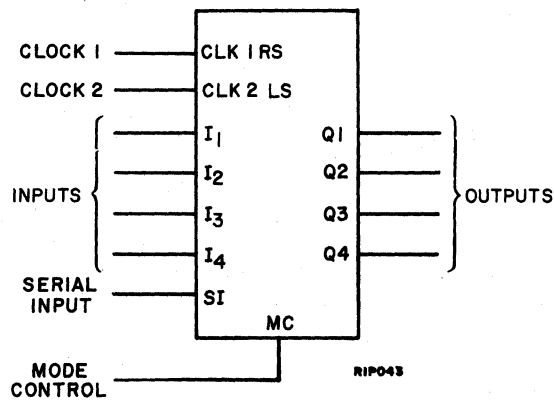 CLOCK 1 CLK 1 RS
CLOCK 2 CLK 2 LS
I1 Q1
I2 Q2
INPUTS OUTPUTS
I3 Q3
I4 Q4
SERIAL
INPUT SI
MC
MODE
CONTROL
RIP043